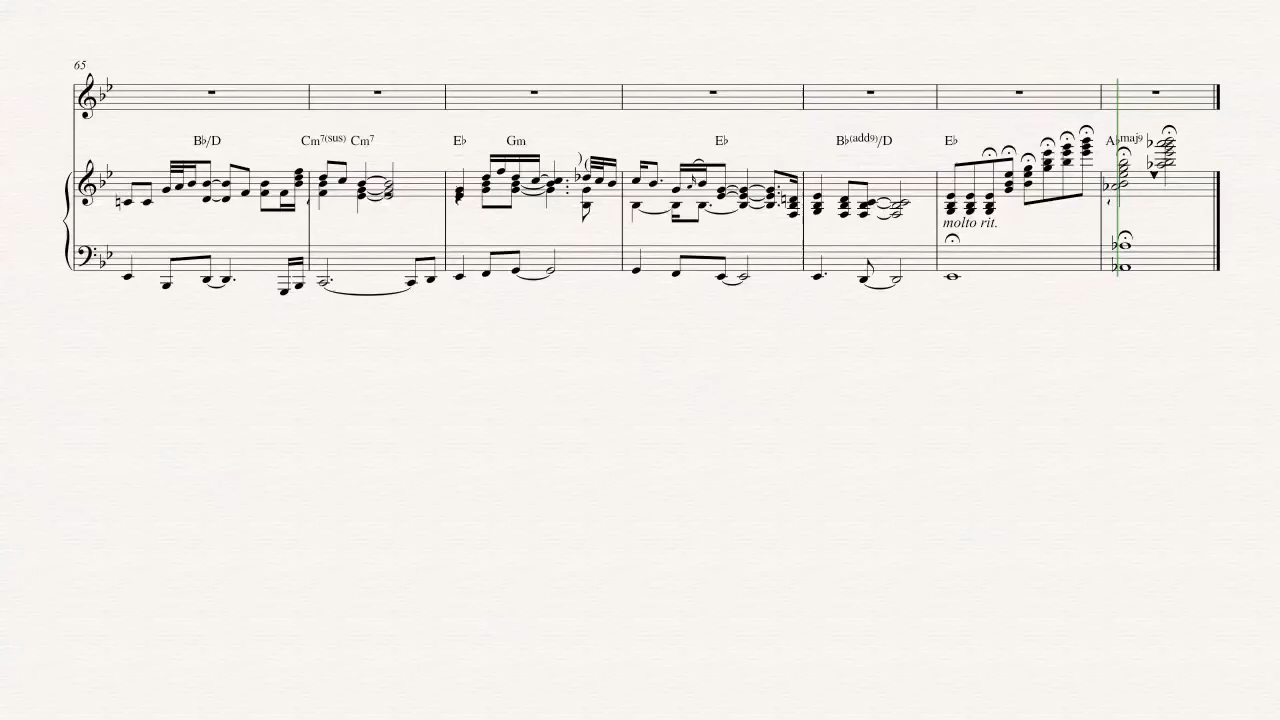 65
B♭/D Cm7(sus) Cm7 E♭ Gm E♭ B♭(add9)/D E♭ A♭maj9
molto rit.